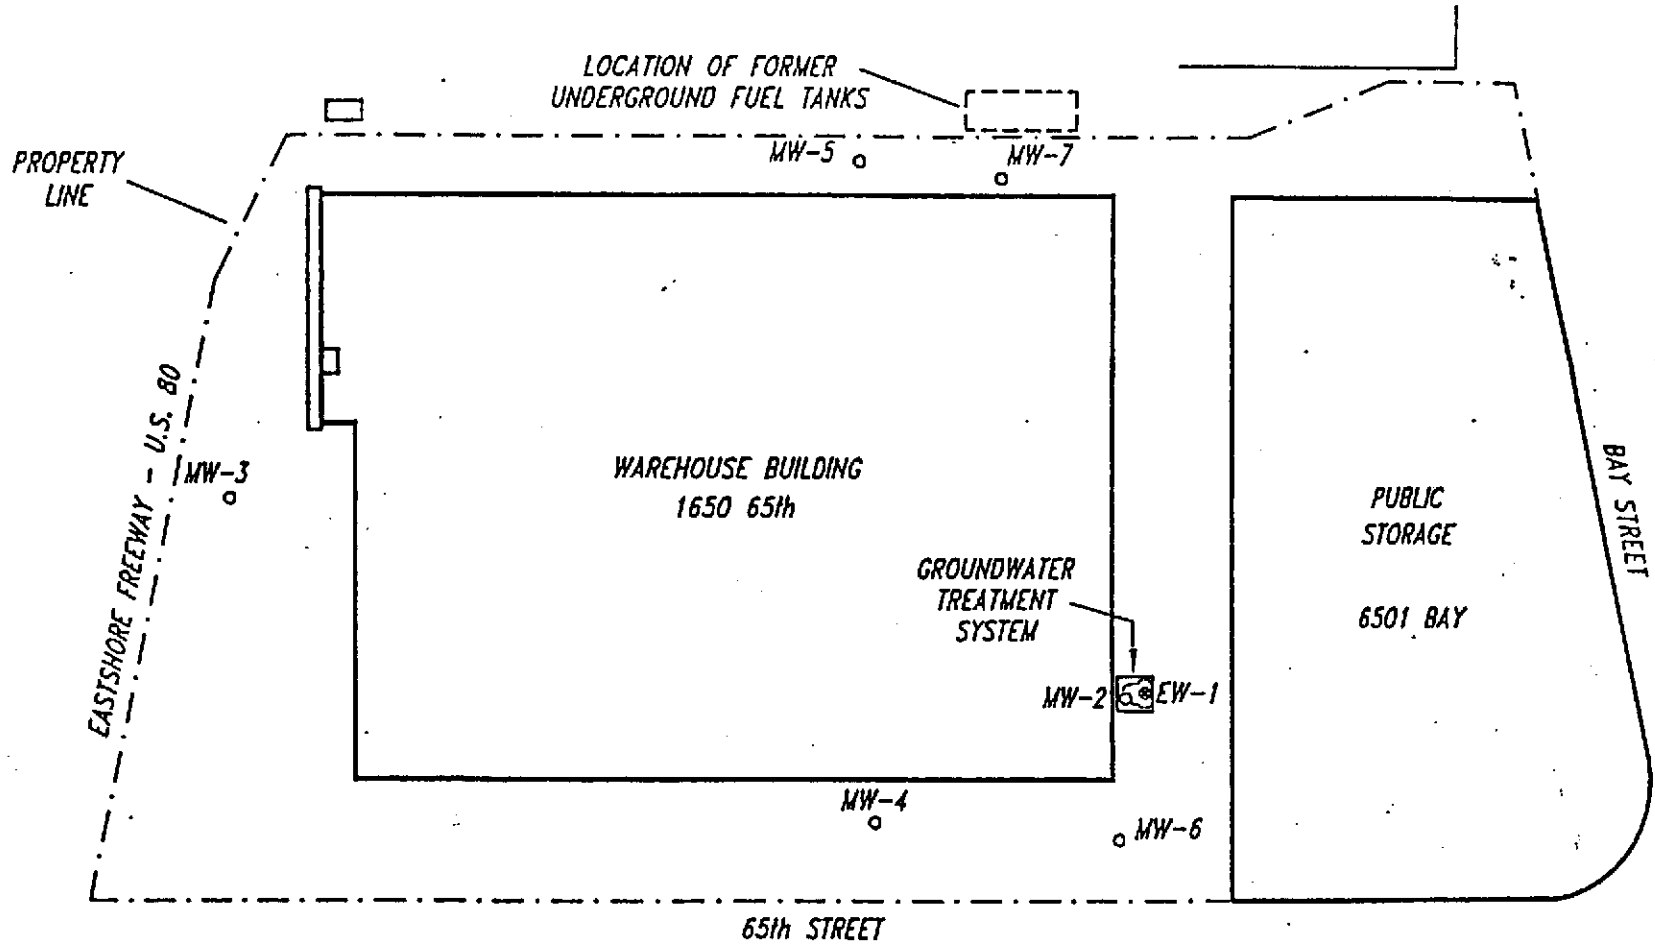 LOCATION OF FORMER
UNDERGROUND FUEL TANKS
PROPERTY
LINE
MW-5
MW-7
EASTSHORE FREEWAY - U.S. 80
MW-3
WAREHOUSE BUILDING
1650 65th
GROUNDWATER
TREATMENT
SYSTEM
MW-2
EW-1
PUBLIC
STORAGE
6501 BAY
BAY STREET
MW-4
MW-6
65th STREET